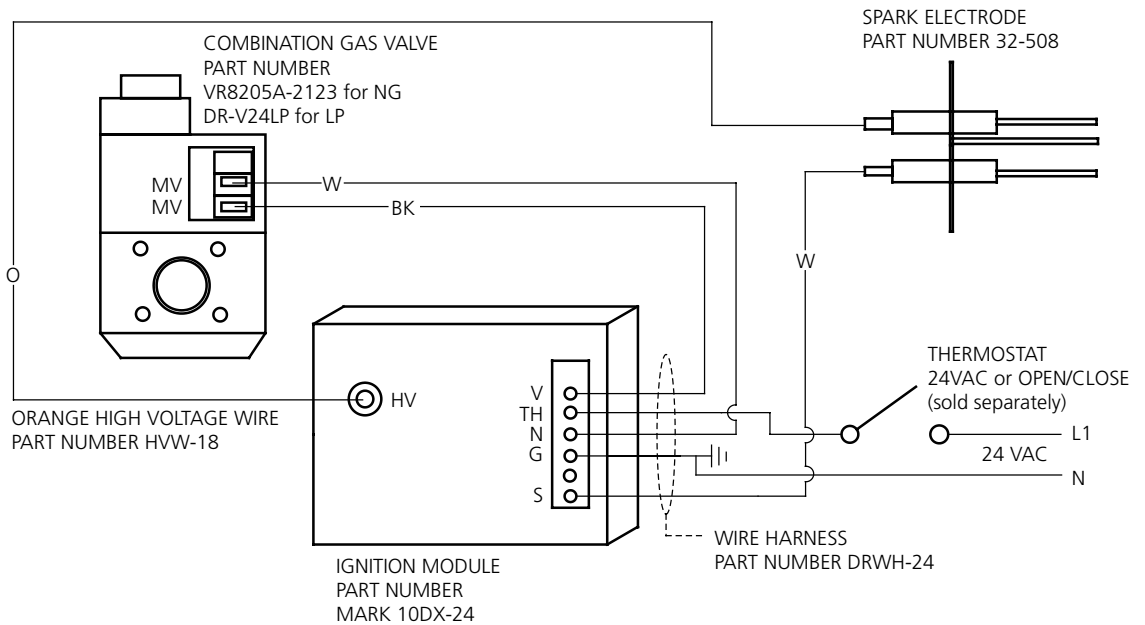 COMBINATION GAS VALVE
PART NUMBER
VR8205A-2123 for NG
DR-V24LP for LP
SPARK ELECTRODE
PART NUMBER 32-508
MV
MV
W
BK
O
W
ORANGE HIGH VOLTAGE WIRE
PART NUMBER HVW-18
HV
V
TH
N
G
S
THERMOSTAT
24VAC or OPEN/CLOSE
(sold separately)
L1
24 VAC
N
WIRE HARNESS
PART NUMBER DRWH-24
IGNITION MODULE
PART NUMBER
MARK 10DX-24